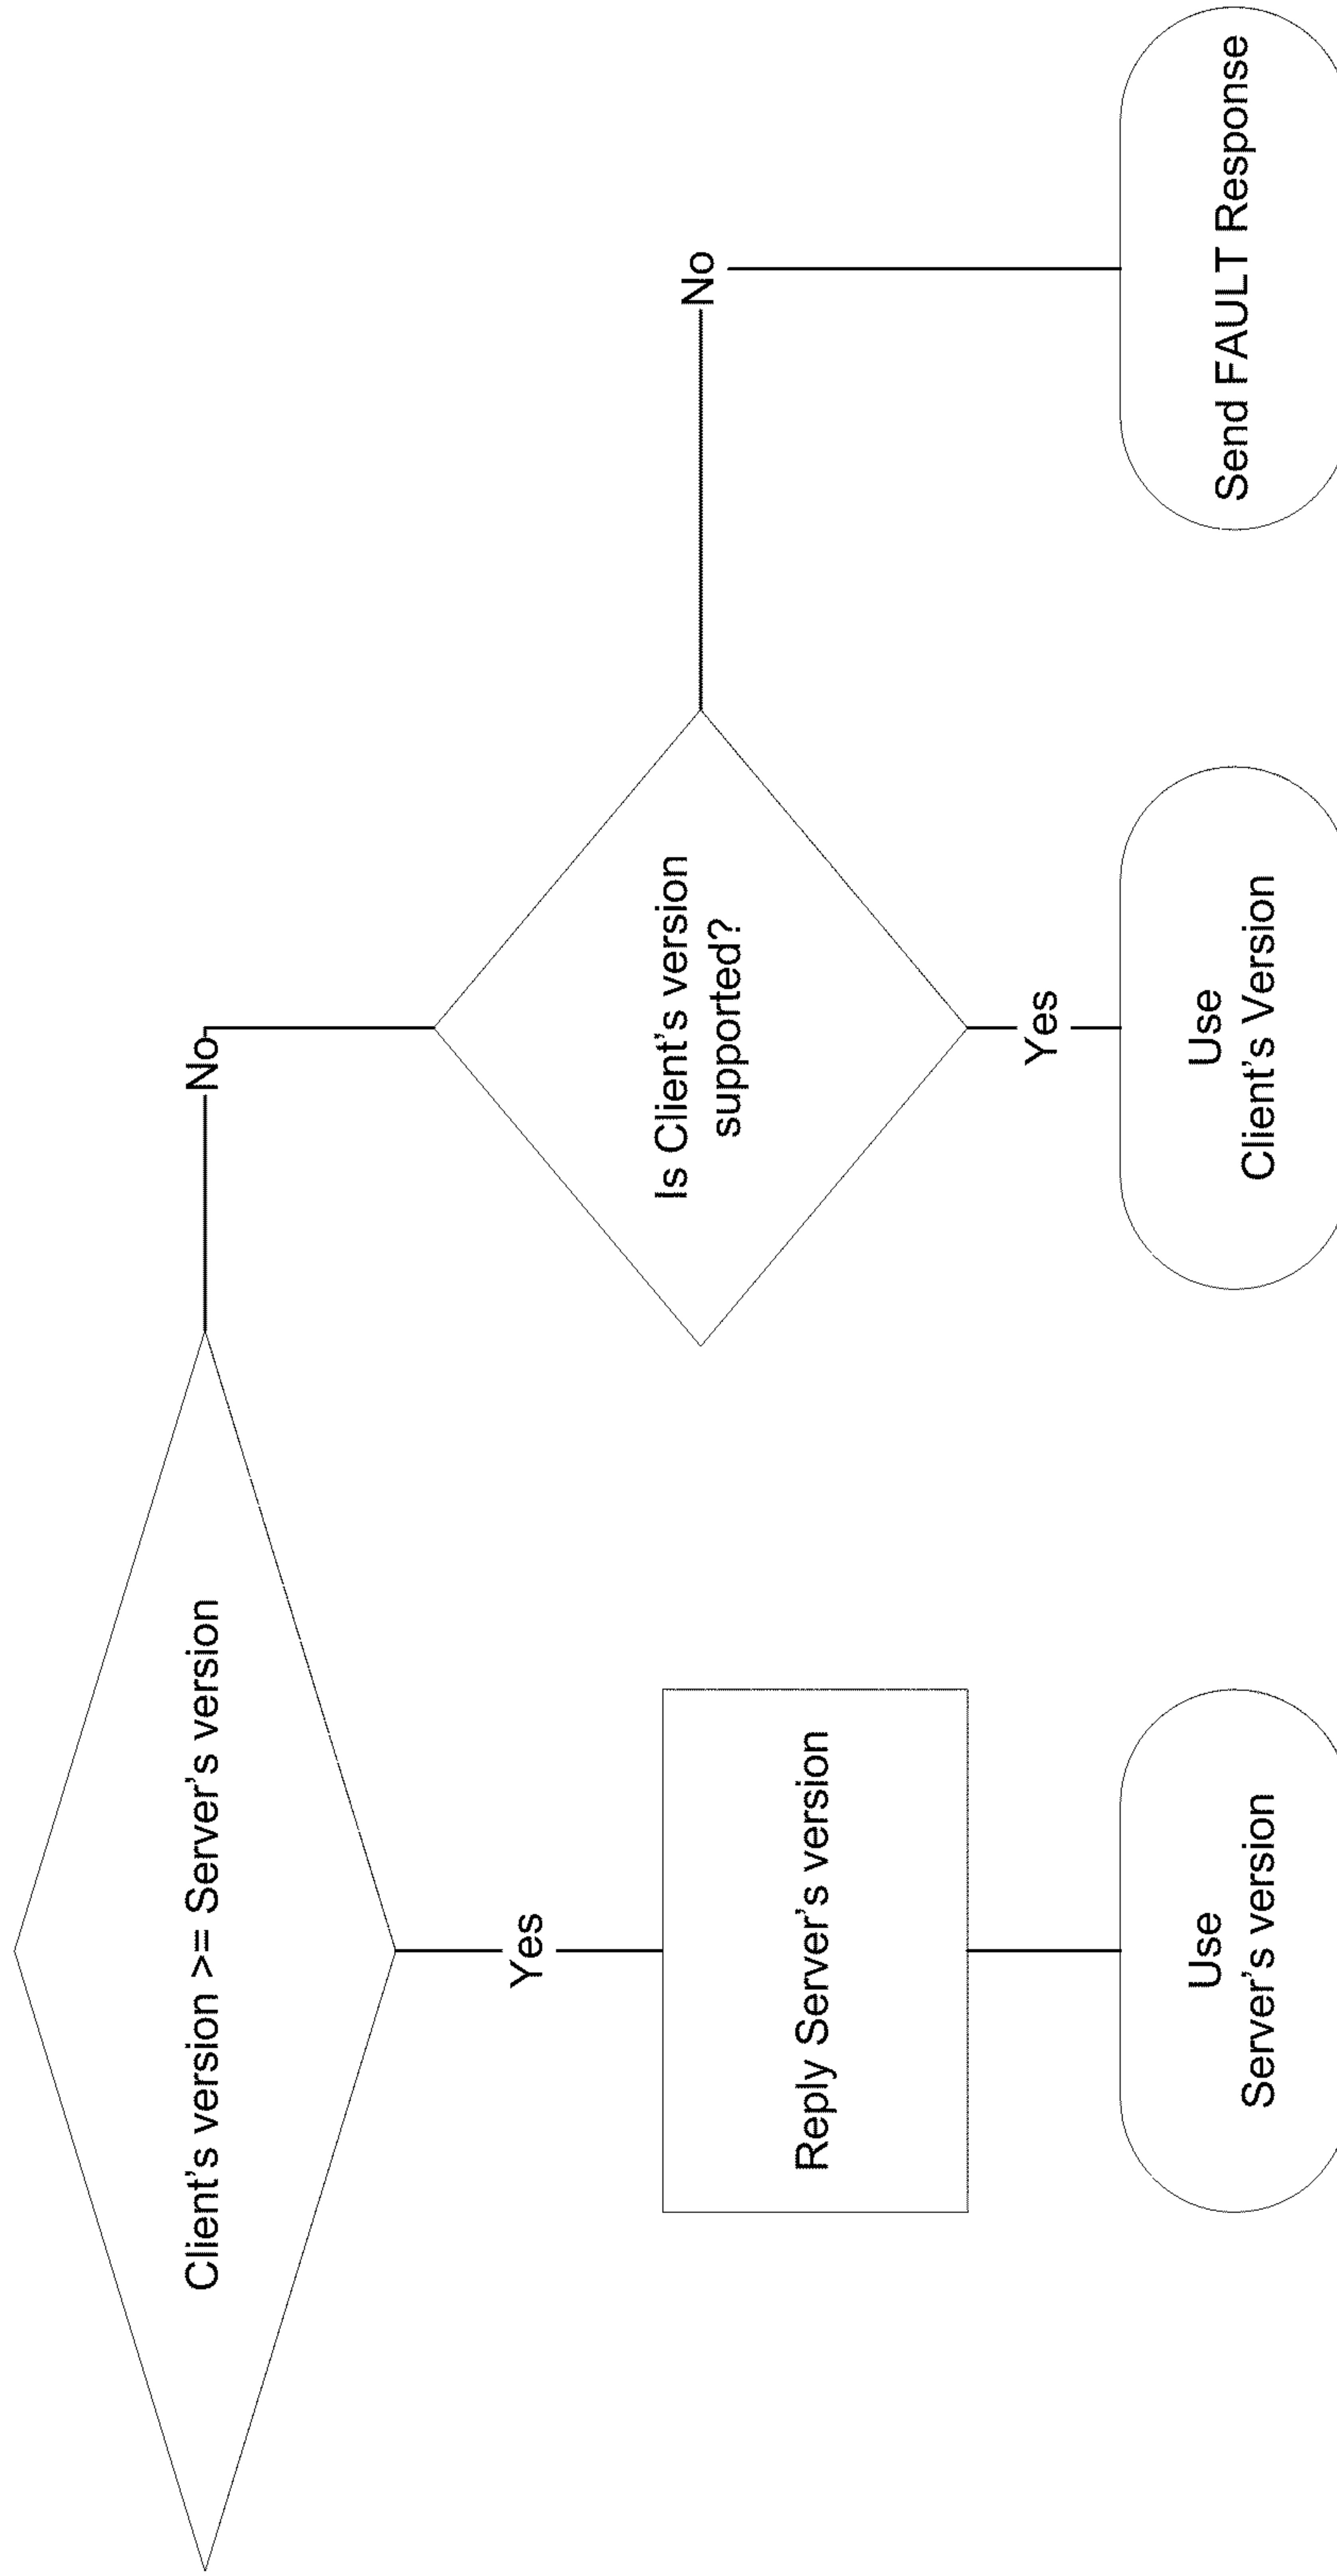 Client's version >= Server's version
No
Yes
Is Client's version
supported?
No
Reply Server's version
Yes
Use
Server's version
Use
Client's Version
Send FAULT Response